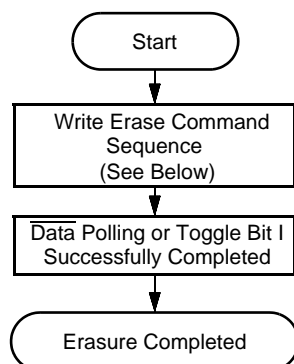 Start
Write Erase Command
Sequence
(See Below)
Data Polling or Toggle Bit I
Successfully Completed
Erasure Completed